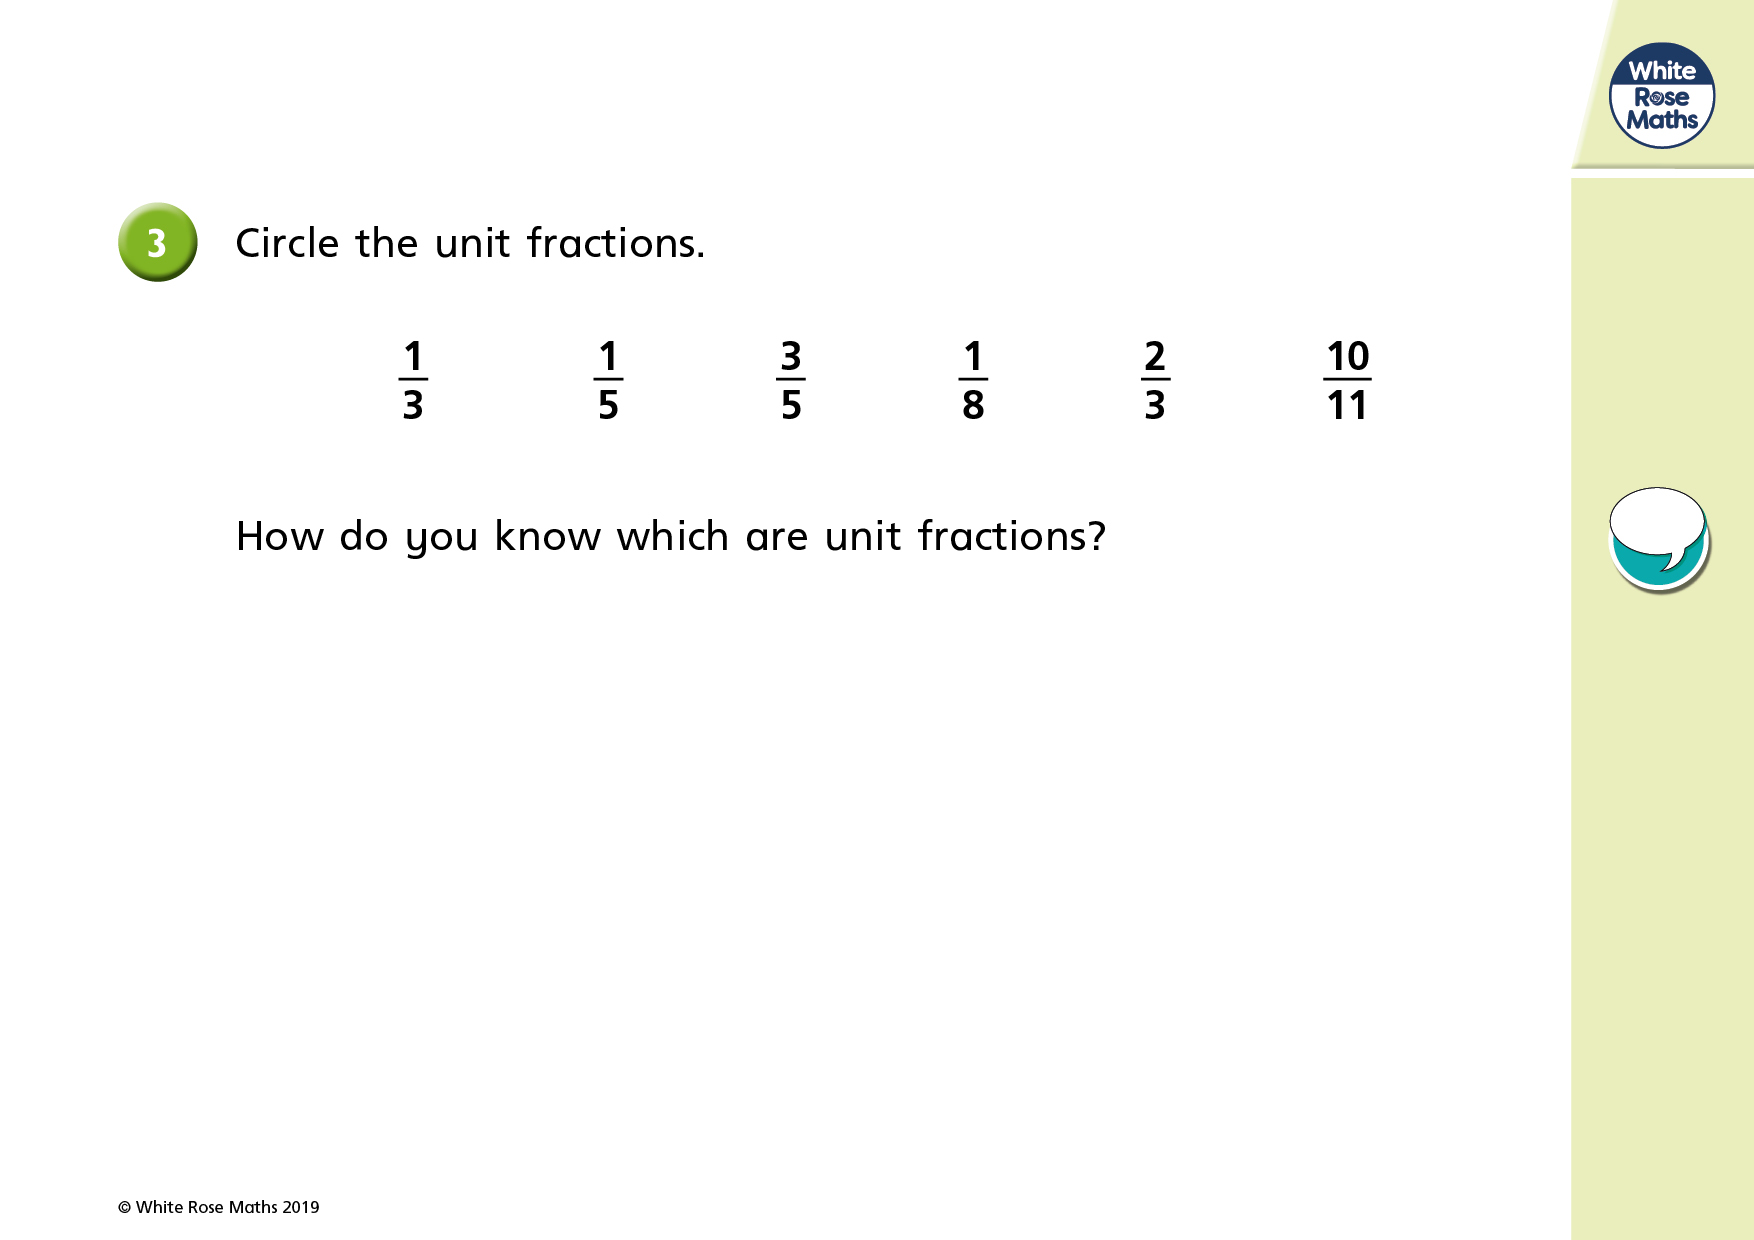 White
Rose
Maths
3 Circle the unit fractions.
1/3 1/5 3/5 1/8 2/3 10/11
How do you know which are unit fractions?
© White Rose Maths 2019